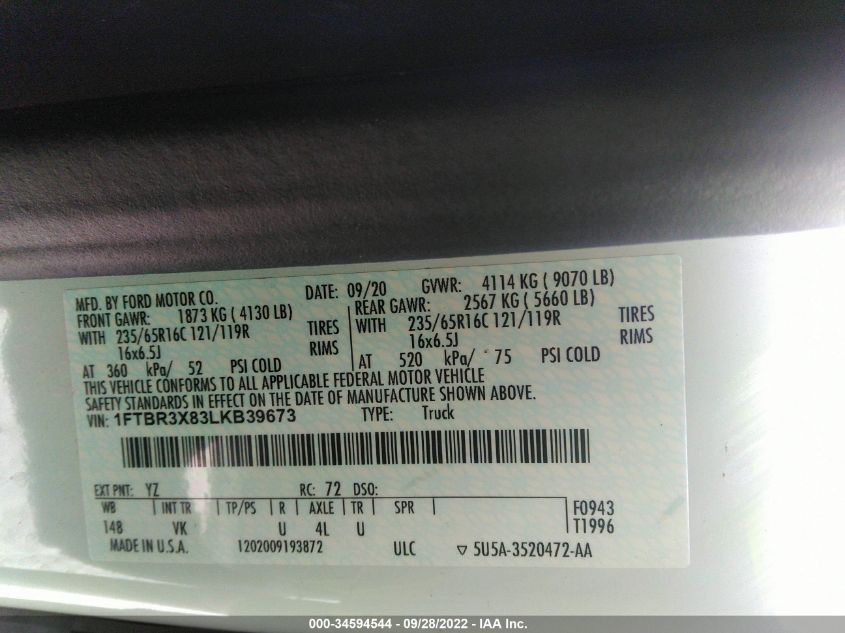 MFD. BY FORD MOTOR CO. DATE: 09/20 GVWR: 4114 KG ( 9070 LB)
FRONT GAWR: 1873 KG ( 4130 LB) REAR GAWR: 2567 KG ( 5660 LB)
WITH 235/65R16C 121/119R TIRES WITH 235/65R16C 121/119R TIRES
16x6.5J RIMS 16x6.5J RIMS
AT 360 kPa/ 52 PSI COLD AT 520 kPa/ 75 PSI COLD
THIS VEHICLE CONFORMS TO ALL APPLICABLE FEDERAL MOTOR VEHICLE
SAFETY STANDARDS IN EFFECT ON THE DATE OF MANUFACTURE SHOWN ABOVE.
VIN: 1FTBR3X83LKB39673 TYPE: Truck
EXT PNT: YZ RC: 72 DSO:
WB INT TR TP/PS R AXLE TR SPR F0943
148 VK U 4L U T1996
MADE IN U.S.A. 1202009193872 ULC ▽ 5U5A-3520472-AA
000-34594544 - 09/28/2022 - IAA Inc.